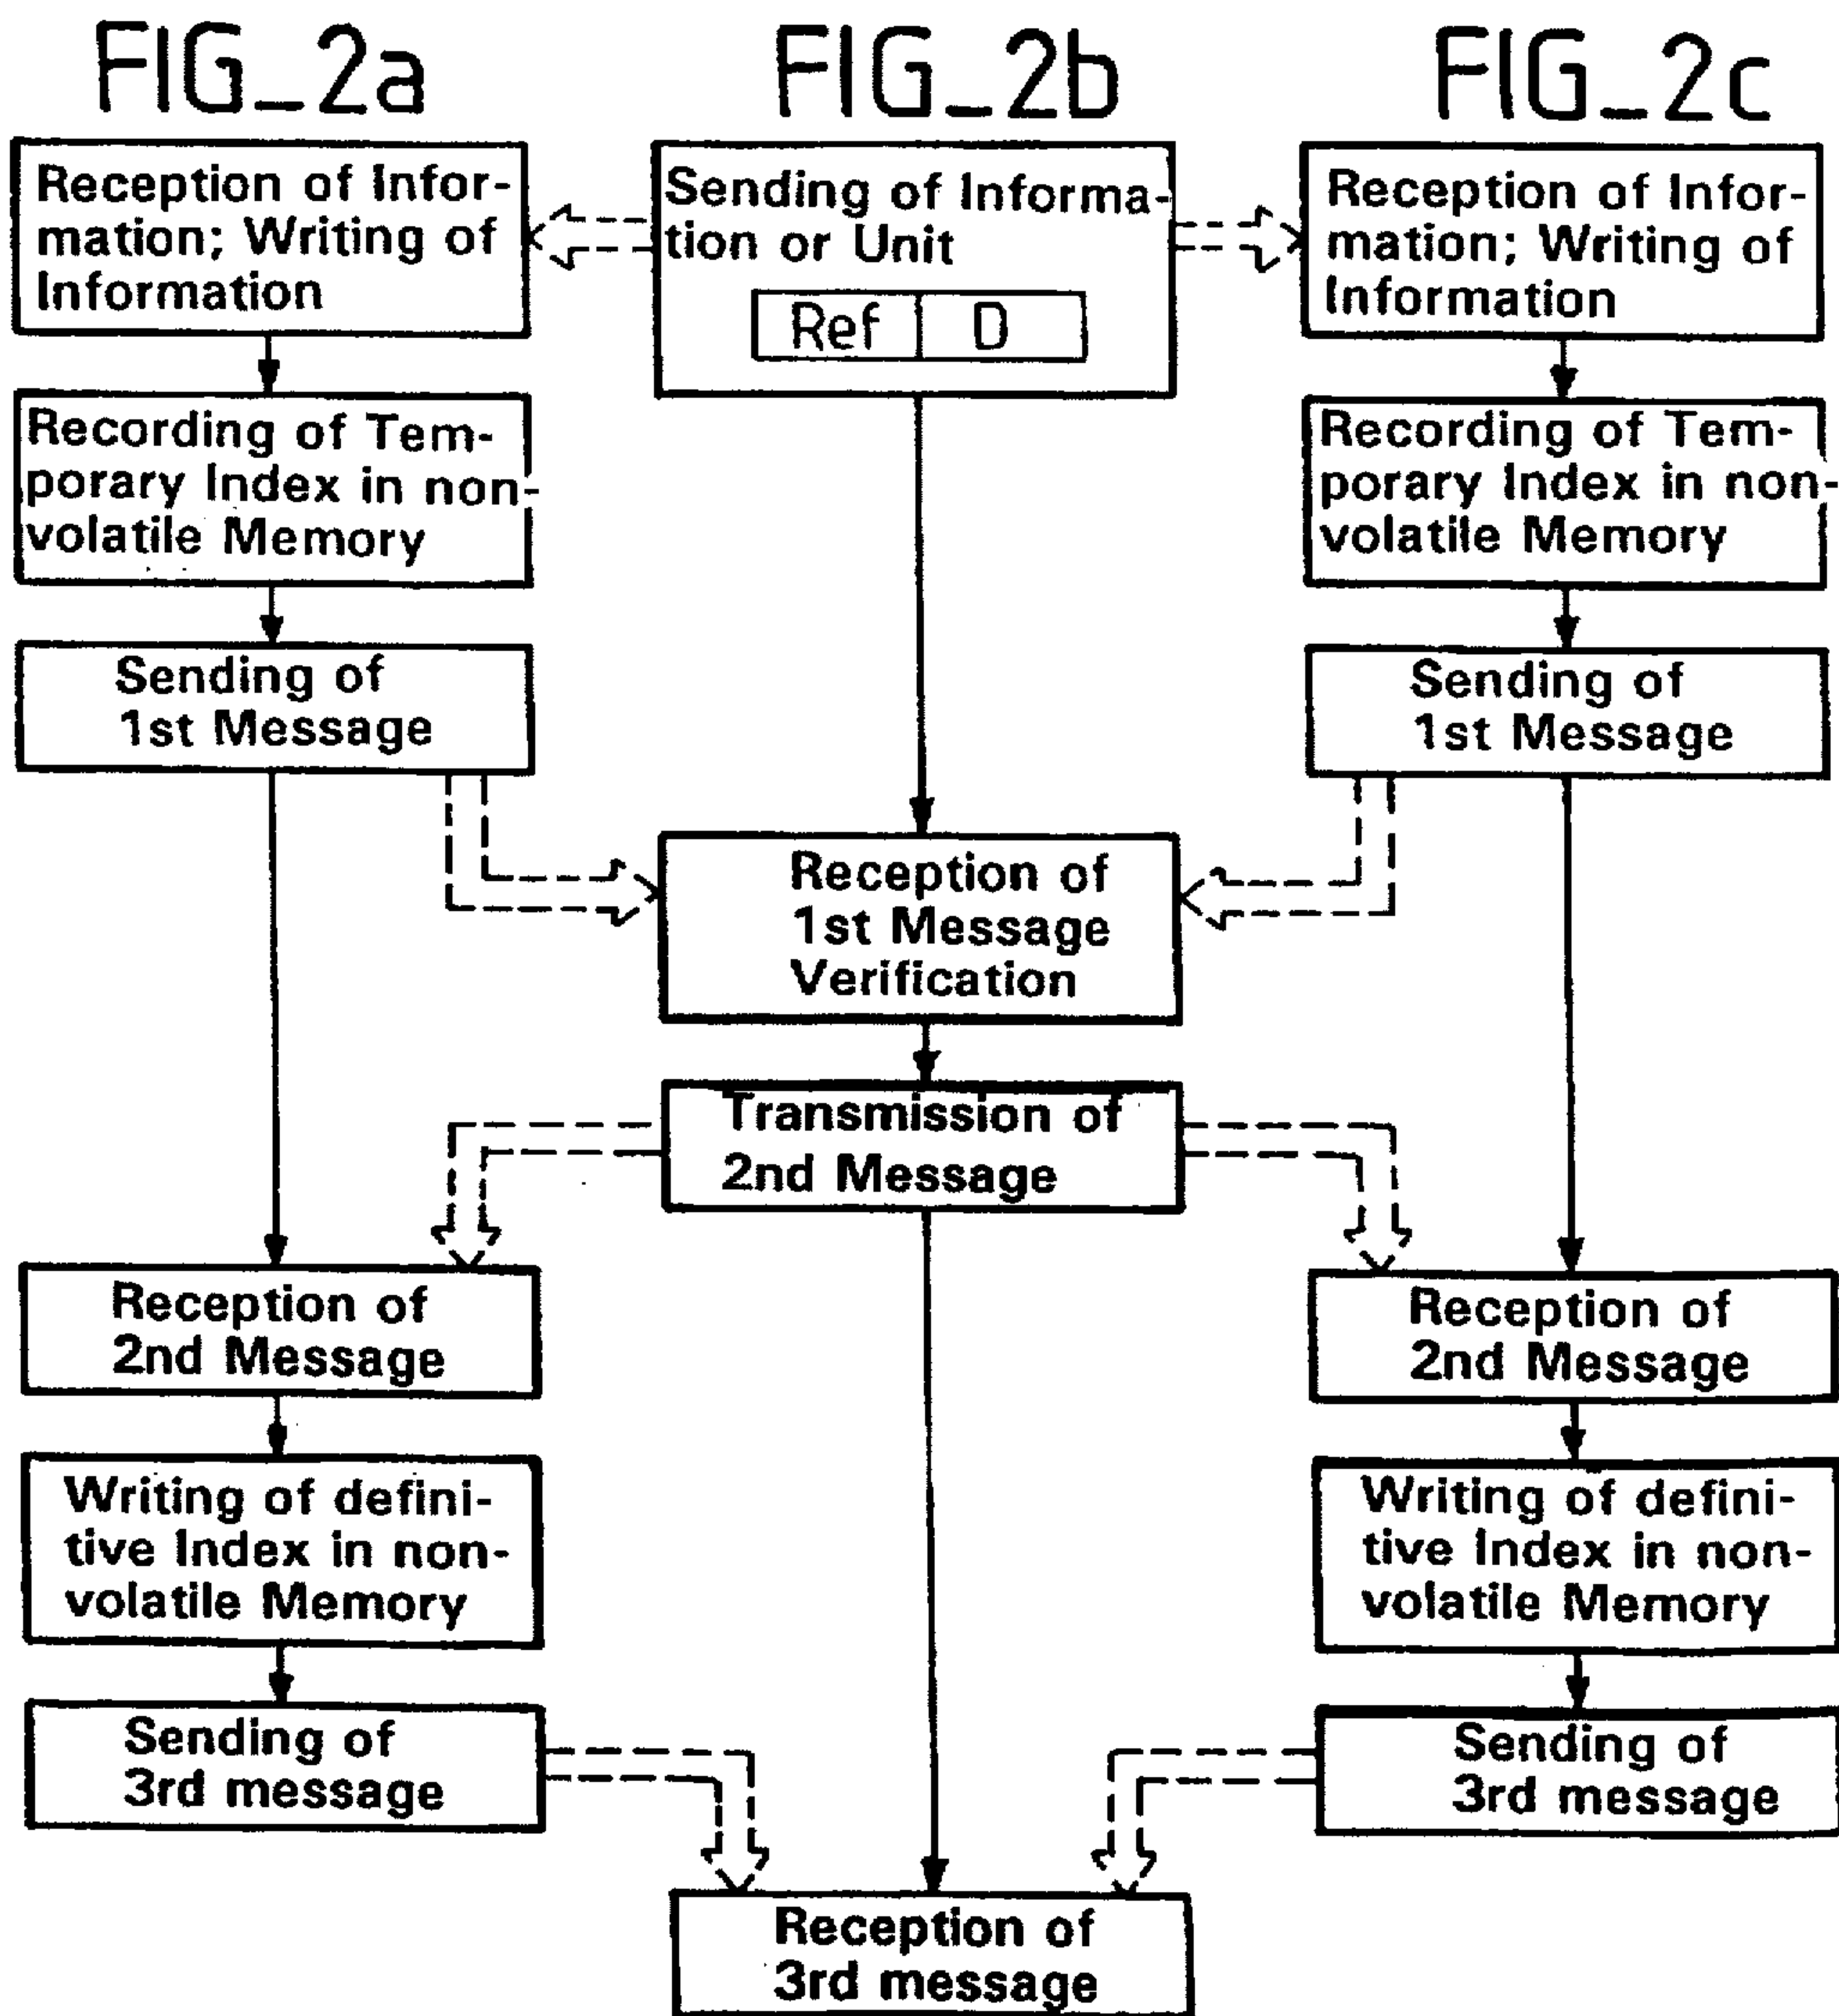 FIG_2a
Reception of Infor-
mation; Writing of
Information
Recording of Tem-
porary Index in non-
volatile Memory
Sending of
1st Message
Reception of
2nd Message
Writing of defini-
tive Index in non-
volatile Memory
Sending of
3rd message
FIG_2b
Sending of Informa-
tion or Unit
Ref D
Reception of
1st Message
Verification
Transmission of
2nd Message
Reception of
3rd message
FIG_2c
Reception of Infor-
mation; Writing of
Information
Recording of Tem-
porary Index in non-
volatile Memory
Sending of
1st Message
Reception of
2nd Message
Writing of defini-
tive Index in non-
volatile Memory
Sending of
3rd message